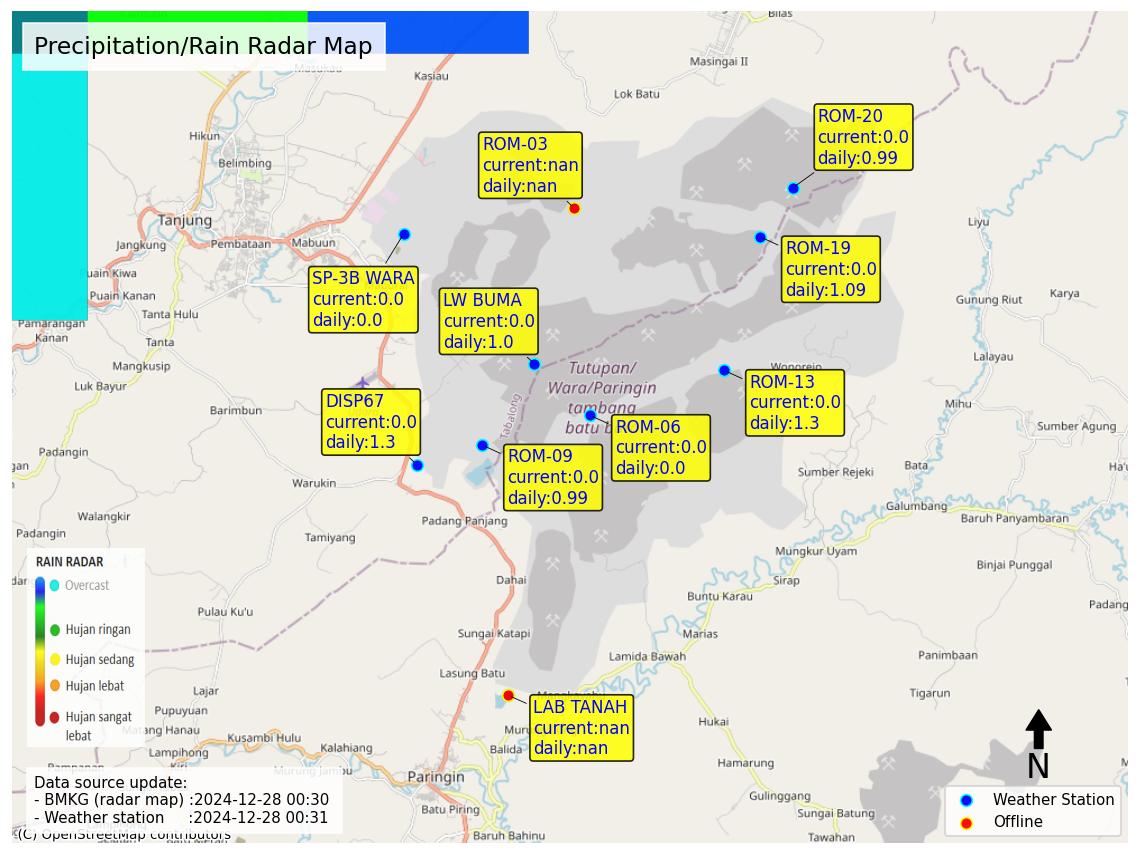 Precipitation/Rain Radar Map
Bilas
Masukau
Kasiau
Masingai II
Lok Batu
ROM-20
current:0.0
daily:0.99
Hikun
ROM-03
current:nan
daily:nan
Belimbing
Tanjung
Liyu
Jangkung
Pembataan
Mabuun
ROM-19
current:0.0
daily:1.09
Puain Kiwa
SP-3B WARA
current:0.0
daily:0.0
LW BUMA
current:0.0
daily:1.0
Puain Kanan
Karya
Gunung Riut
Tanta Hulu
Pamarangan
Kanan
Tanta
Lalayau
Mangkusip
Wonorejo
Tutupan/
Wara/Paringin
tambang
batu b
Luk Bayur
ROM-13
current:0.0
daily:1.3
DISP67
current:0.0
daily:1.3
Tabalong
Barimbun
Mihu
ROM-06
current:0.0
daily:0.0
Sumber Agung
Padangin
ROM-09
current:0.0
daily:0.99
gan
Bata
Sumber Rejeki
Warukin
Galumbang
Walangkir
Padang Panjang
Baruh Panyambaran
Padangin
Tamiyang
Mungkur Uyam
RAIN RADAR
Overcast
Hujan ringan
Hujan sedang
Hujan lebat
Hujan sangat
lebat
Binjai Punggal
Dahai
Sirap
Buntu Karau
Padang
Pulau Ku'u
Sungai Katapi
Marias
Lamida Bawah
Panimbaan
Lasung Batu
Lajar
Tigarun
LAB TANAH
current:nan
daily:nan
Pupuyuan
Hukai
Matang Hanau
Kusambi Hulu
Kalahiang
Balida
Lampihong
Hamarung
Murung Jambu
Paringin
N
Data source update:
- BMKG (radar map) :2024-12-28 00:30
- Weather station :2024-12-28 00:31
Gulinggang
Weather Station
Offline
Batu Piring
Sungai Batung
(C) OpenStreetMap contributors
Baruh Bahinu
Tawahan